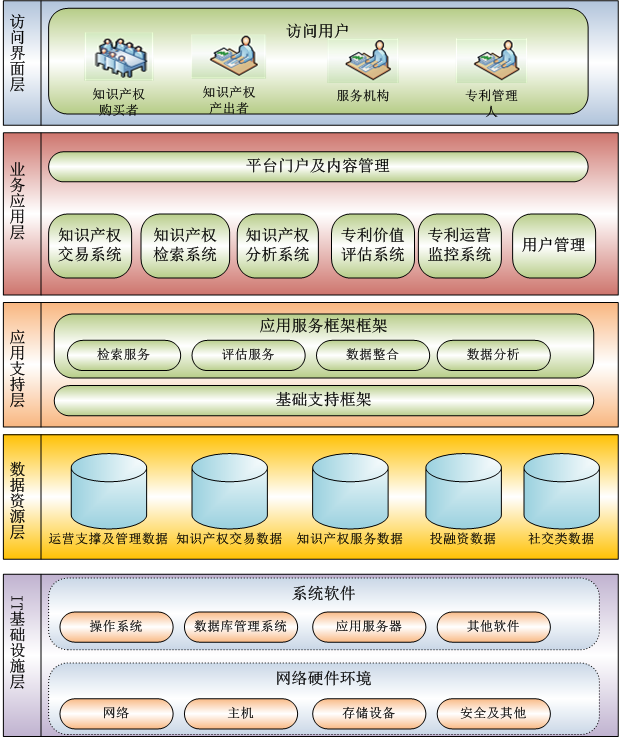 访问界面层
访问用户
知识产权
购买者
知识产权
产出者
服务机构
专利管理
人
业务应用层
平台门户及内容管理
知识产权
交易系统
知识产权
检索系统
知识产权
分析系统
专利价值
评估系统
专利运营
监控系统
用户管理
应用支持层
应用服务框架框架
检索服务
评估服务
数据整合
数据分析
基础支持框架
数据资源层
运营支撑及管理数据
知识产权交易数据
知识产权服务数据
投融资数据
社交类数据
IT基础设施层
系统软件
操作系统
数据库管理系统
应用服务器
其他软件
网络硬件环境
网络
主机
存储设备
安全及其他